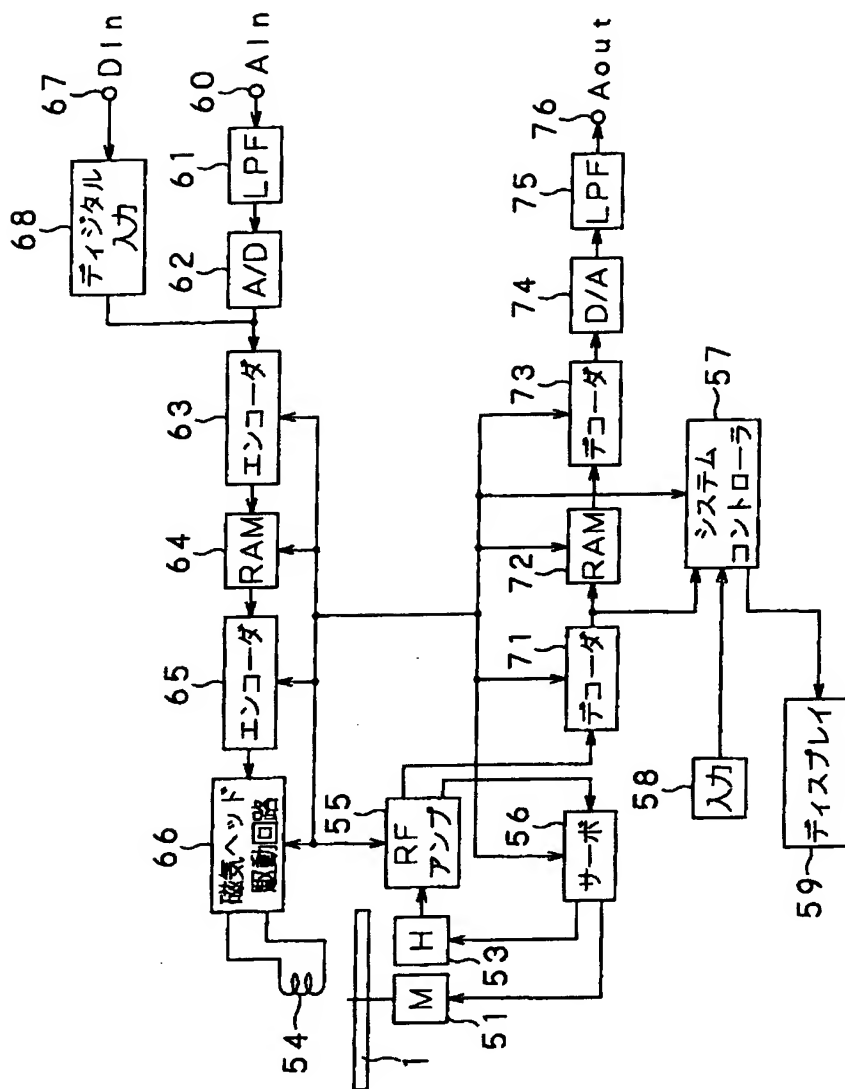 67
DIn
60
AIn
68
ディジタル
入力
61
LPF
62
A/D
63
エンコーダ
64
RAM
65
エンコーダ
66
磁気ヘッド
駆動回路
54
1
51
M
53
H
55
RF
アンプ
56
サーボ
71
デコーダ
72
RAM
73
デコーダ
74
D/A
75
LPF
76
Aout
57
システム
コントローラ
58
入力
59
ディスプレイ